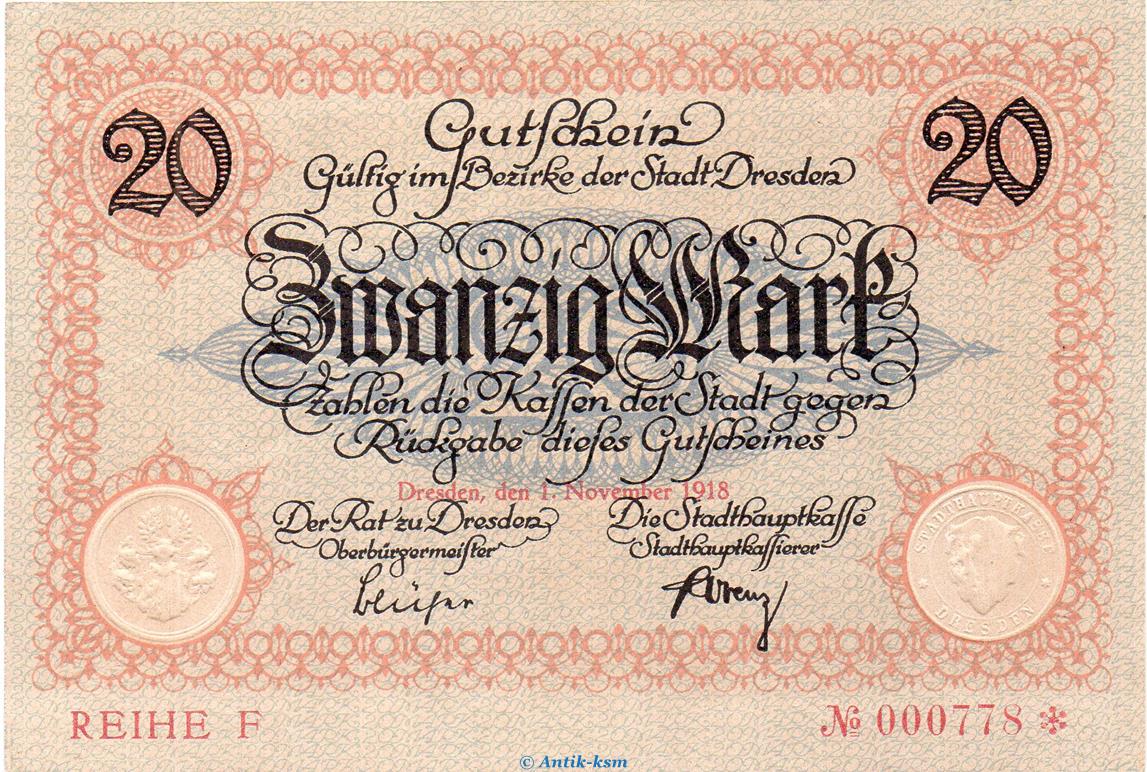 20
20
Gutschein
Gültig im Bezirke der Stadt Dresden
Zwanzig Mark
zahlen die Kassen der Stadt gegen
Rückgabe dieses Gutscheines
Dresden, den 1. November 1918
Der Rat zu Dresden
Die Stadthauptkasse
Oberbürgermeister
Stadthauptkassierer
Blüher
DRESDEN
REIHE F
№ 000778 *
© Antik-ksm